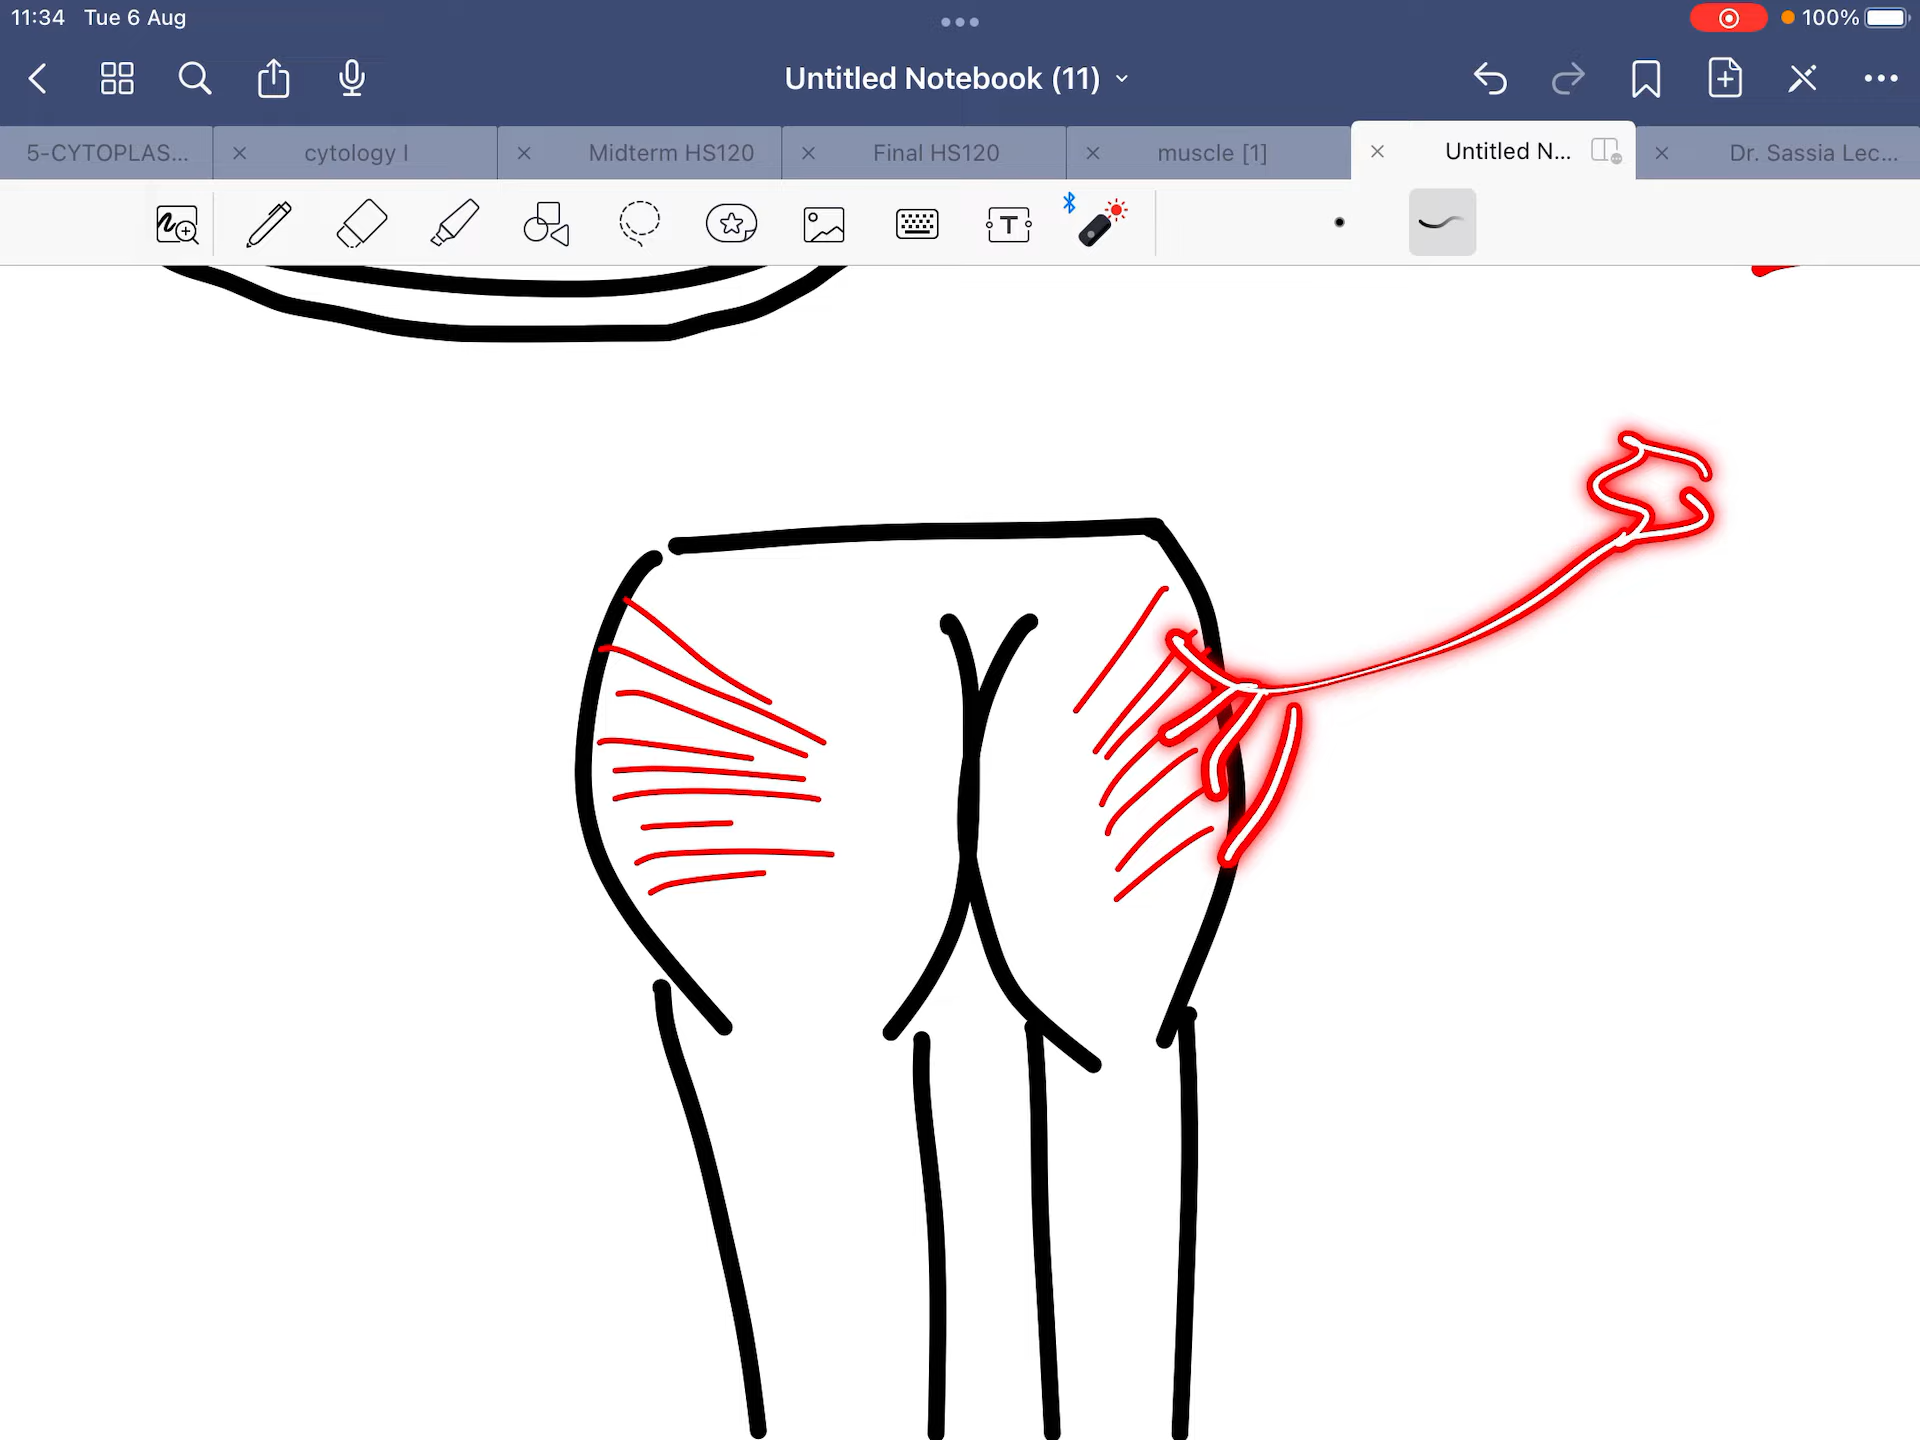 11:34 Tue 6 Aug 100%
Untitled Notebook (11)
5-CYTOPLAS... cytology I Midterm HS120 Final HS120 muscle [1] Untitled N... Dr. Sassia Lec...
T